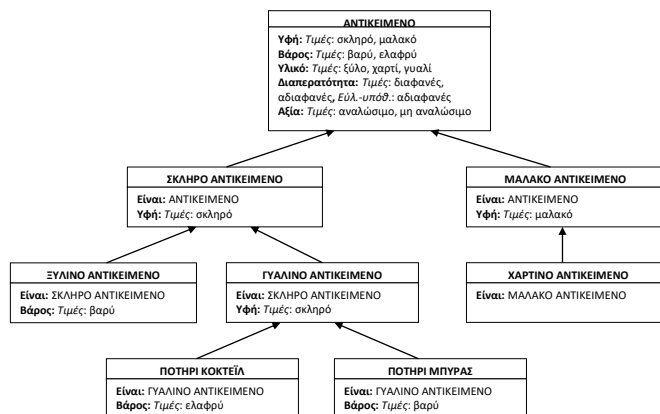 ΑΝΤΙΚΕΙΜΕΝΟ
Υφή: Τιμές: σκληρό, μαλακό
Βάρος: Τιμές: βαρύ, ελαφρύ
Υλικό: Τιμές: ξύλο, χαρτί, γυαλί
Διαπερατότητα: Τιμές: διαφανές,
αδιαφανές, Εύλ.-υπόθ.: αδιαφανές
Αξία: Τιμές: αναλώσιμο, μη αναλώσιμο
ΣΚΛΗΡΟ ΑΝΤΙΚΕΙΜΕΝΟ
Είναι: ΑΝΤΙΚΕΙΜΕΝΟ
Υφή: Τιμές: σκληρό
ΜΑΛΑΚΟ ΑΝΤΙΚΕΙΜΕΝΟ
Είναι: ΑΝΤΙΚΕΙΜΕΝΟ
Υφή: Τιμές: μαλακό
ΞΥΛΙΝΟ ΑΝΤΙΚΕΙΜΕΝΟ
Είναι: ΣΚΛΗΡΟ ΑΝΤΙΚΕΙΜΕΝΟ
Βάρος: Τιμές: βαρύ
ΓΥΑΛΙΝΟ ΑΝΤΙΚΕΙΜΕΝΟ
Είναι: ΣΚΛΗΡΟ ΑΝΤΙΚΕΙΜΕΝΟ
Υφή: Τιμές: σκληρό
ΧΑΡΤΙΝΟ ΑΝΤΙΚΕΙΜΕΝΟ
Είναι: ΜΑΛΑΚΟ ΑΝΤΙΚΕΙΜΕΝΟ
ΠΟΤΗΡΙ ΚΟΚΤΕΪΛ
Είναι: ΓΥΑΛΙΝΟ ΑΝΤΙΚΕΙΜΕΝΟ
Βάρος: Τιμές: ελαφρύ
ΠΟΤΗΡΙ ΜΠΥΡΑΣ
Είναι: ΓΥΑΛΙΝΟ ΑΝΤΙΚΕΙΜΕΝΟ
Βάρος: Τιμές: βαρύ